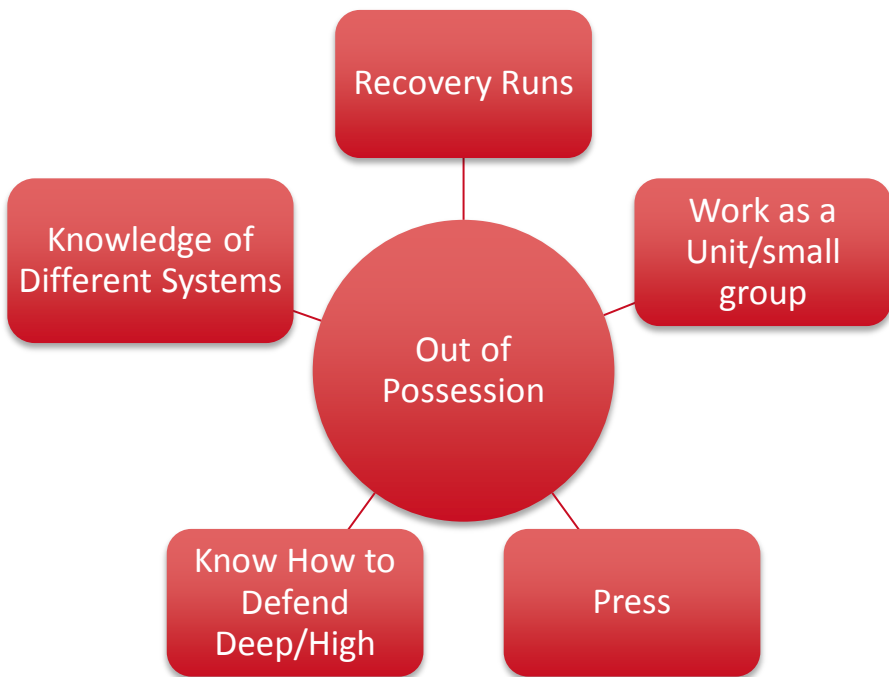 Recovery Runs
Work as a
Unit/small
group
Press
Know How to
Defend
Deep/High
Knowledge of
Different Systems
Out of
Possession